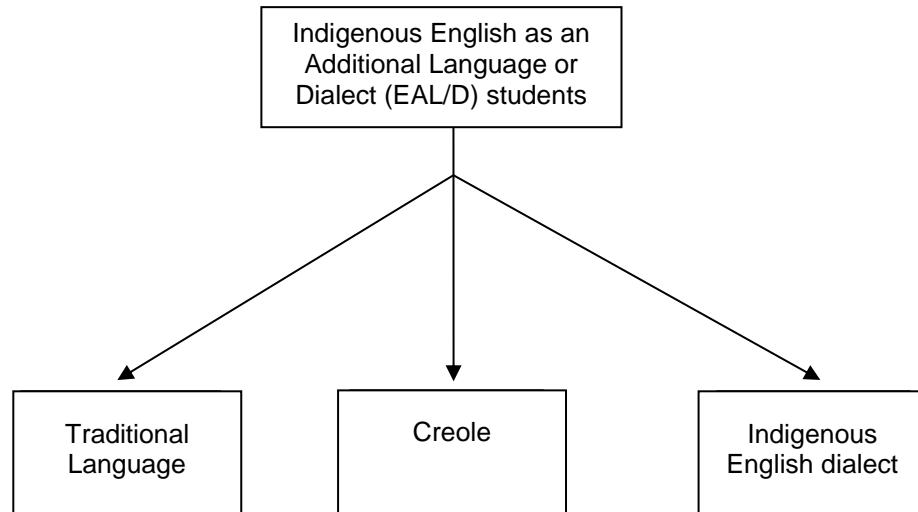 Indigenous English as an
Additional Language or
Dialect (EAL/D) students
Traditional
Language
Creole
Indigenous
English dialect